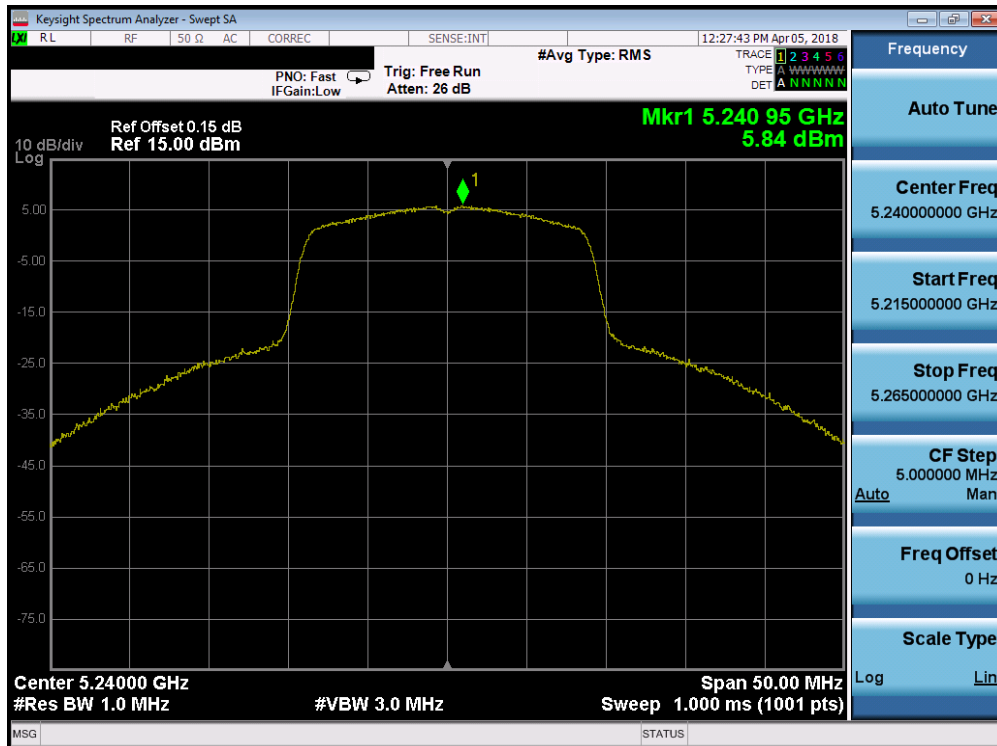 Keysight Spectrum Analyzer - Swept SA
LXI RL RF 50 Ω AC CORREC SENSE:INT 12:27:43 PM Apr 05, 2018
#Avg Type: RMS
TRACE 1 2 3 4 5 6
TYPE A WWWWW
DET A N N N N N
PNO: Fast
IFGain:Low
Trig: Free Run
Atten: 26 dB
Mkr1 5.240 95 GHz
5.84 dBm
Ref Offset 0.15 dB
10 dB/div Ref 15.00 dBm
Log
1
5.00
-5.00
-15.0
-25.0
-35.0
-45.0
-55.0
-65.0
-75.0
Center 5.24000 GHz Span 50.00 MHz
#Res BW 1.0 MHz #VBW 3.0 MHz Sweep 1.000 ms (1001 pts)
MSG STATUS
Frequency
Auto Tune
Center Freq
5.240000000 GHz
Start Freq
5.215000000 GHz
Stop Freq
5.265000000 GHz
CF Step
5.000000 MHz
Auto Man
Freq Offset
0 Hz
Scale Type
Log Lin